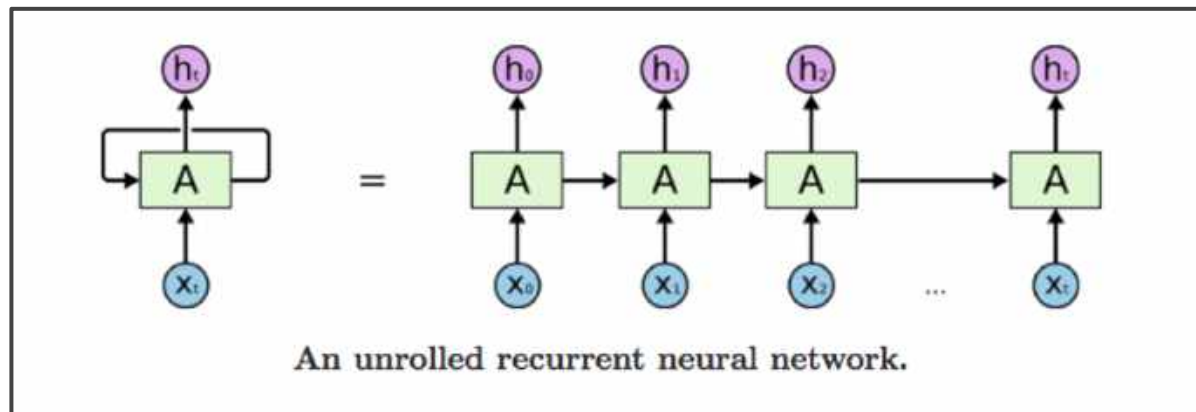 hₜ h₀ h₁ h₂ hₜ
A = A A A A
xₜ x₀ x₁ x₂ ... xₜ
An unrolled recurrent neural network.